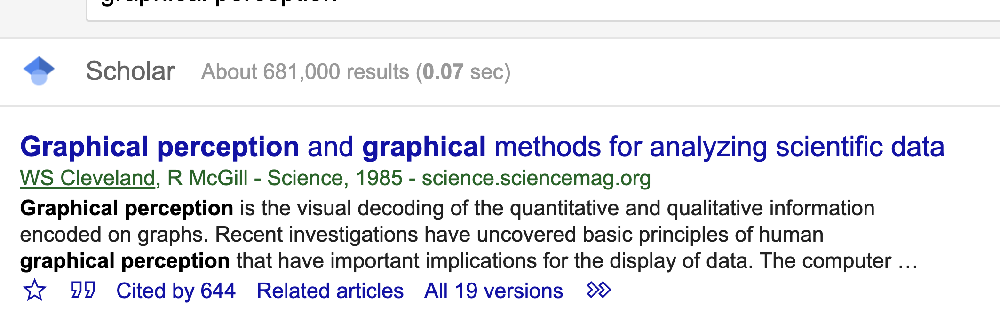 graphical perception
Scholar About 681,000 results (0.07 sec)
Graphical perception and graphical methods for analyzing scientific data
WS Cleveland, R McGill - Science, 1985 - science.sciencemag.org
Graphical perception is the visual decoding of the quantitative and qualitative information
encoded on graphs. Recent investigations have uncovered basic principles of human
graphical perception that have important implications for the display of data. The computer …
Cited by 644 Related articles All 19 versions